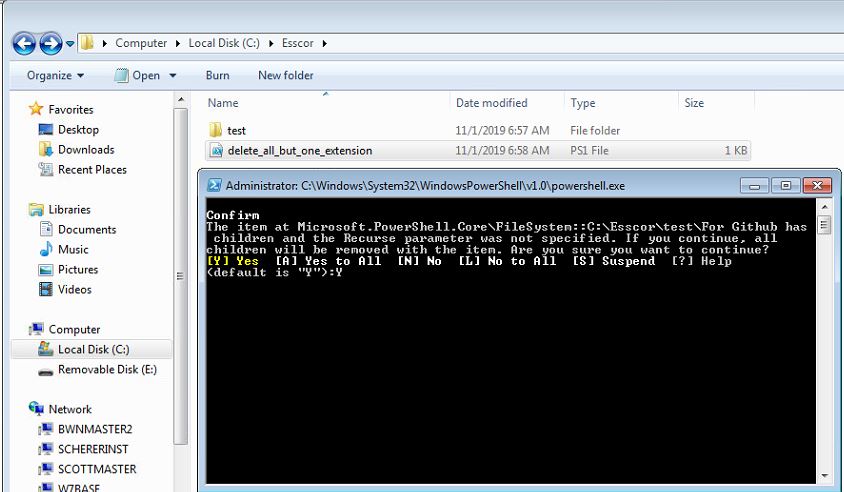 Computer Local Disk (C:) Esscor
Organize Open Burn New folder
Name Date modified Type Size
Favorites
Desktop
Downloads
Recent Places
Libraries
Documents
Music
Pictures
Videos
Computer
Local Disk (C:)
Removable Disk (E:)
Network
BWNMASTER2
SCHERERINST
SCOTTMASTER
W7BASE
test 11/1/2019 6:57 AM File folder
delete_all_but_one_extension 11/1/2019 6:58 AM PS1 File 1 KB
Administrator: C:\Windows\System32\WindowsPowerShell\v1.0\powershell.exe
Confirm
The item at Microsoft.PowerShell.Core\FileSystem::C:\Esscor\test\For Github has
children and the Recurse parameter was not specified. If you continue, all
children will be removed with the item. Are you sure you want to continue?
[Y] Yes [A] Yes to All [N] No [L] No to All [S] Suspend [?] Help
(default is "Y"):Y